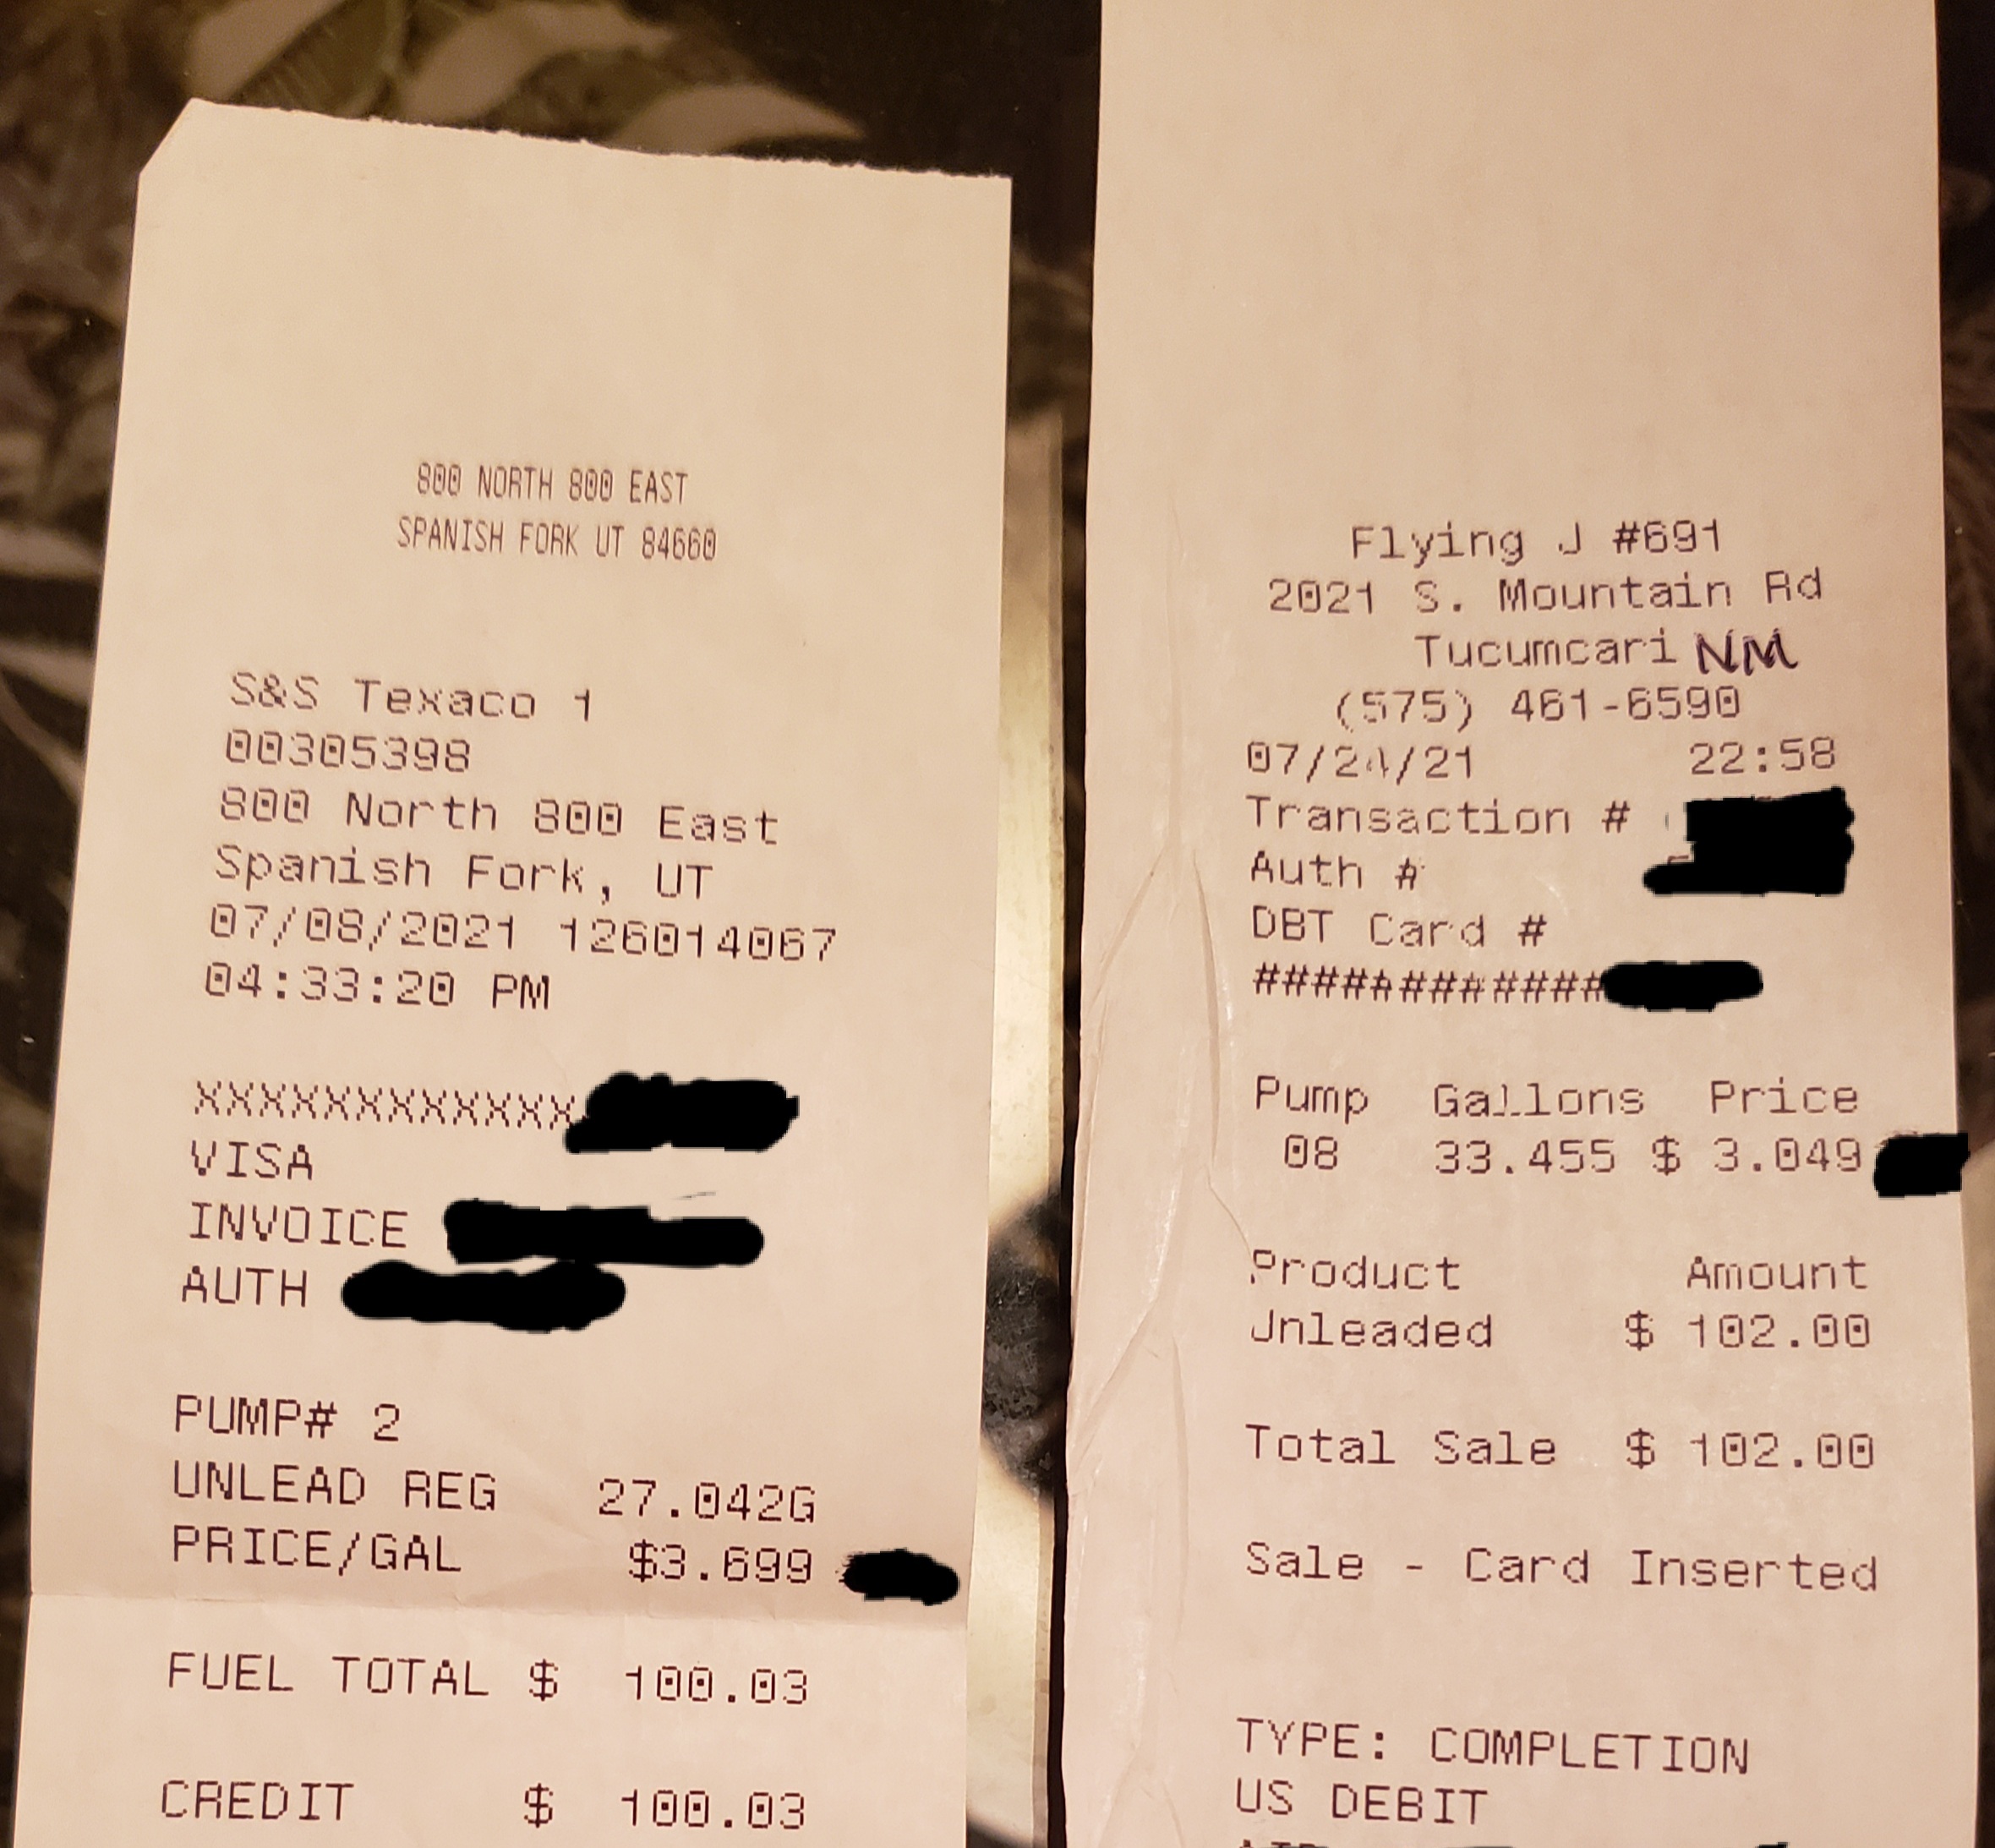 800 NORTH 800 EAST
SPANISH FORK UT 84660
S&S Texaco 1
00305398
800 North 800 East
Spanish Fork, UT
07/08/2021 126014067
04:33:20 PM
XXXXXXXXXXXX
VISA
INVOICE
AUTH
PUMP# 2
UNLEAD REG 27.042G
PRICE/GAL $3.699
FUEL TOTAL $ 100.03
CREDIT $ 100.03
Flying J #691
2021 S. Mountain Rd
Tucumcari NM
(575) 461-6590
22:58
Transaction #
Auth #
DBT Card #
############
Pump Gallons Price
08 33.455 $ 3.049
Product Amount
Unleaded $ 102.00
Total Sale $ 102.00
Sale - Card Inserted
TYPE: COMPLETION
US DEBIT